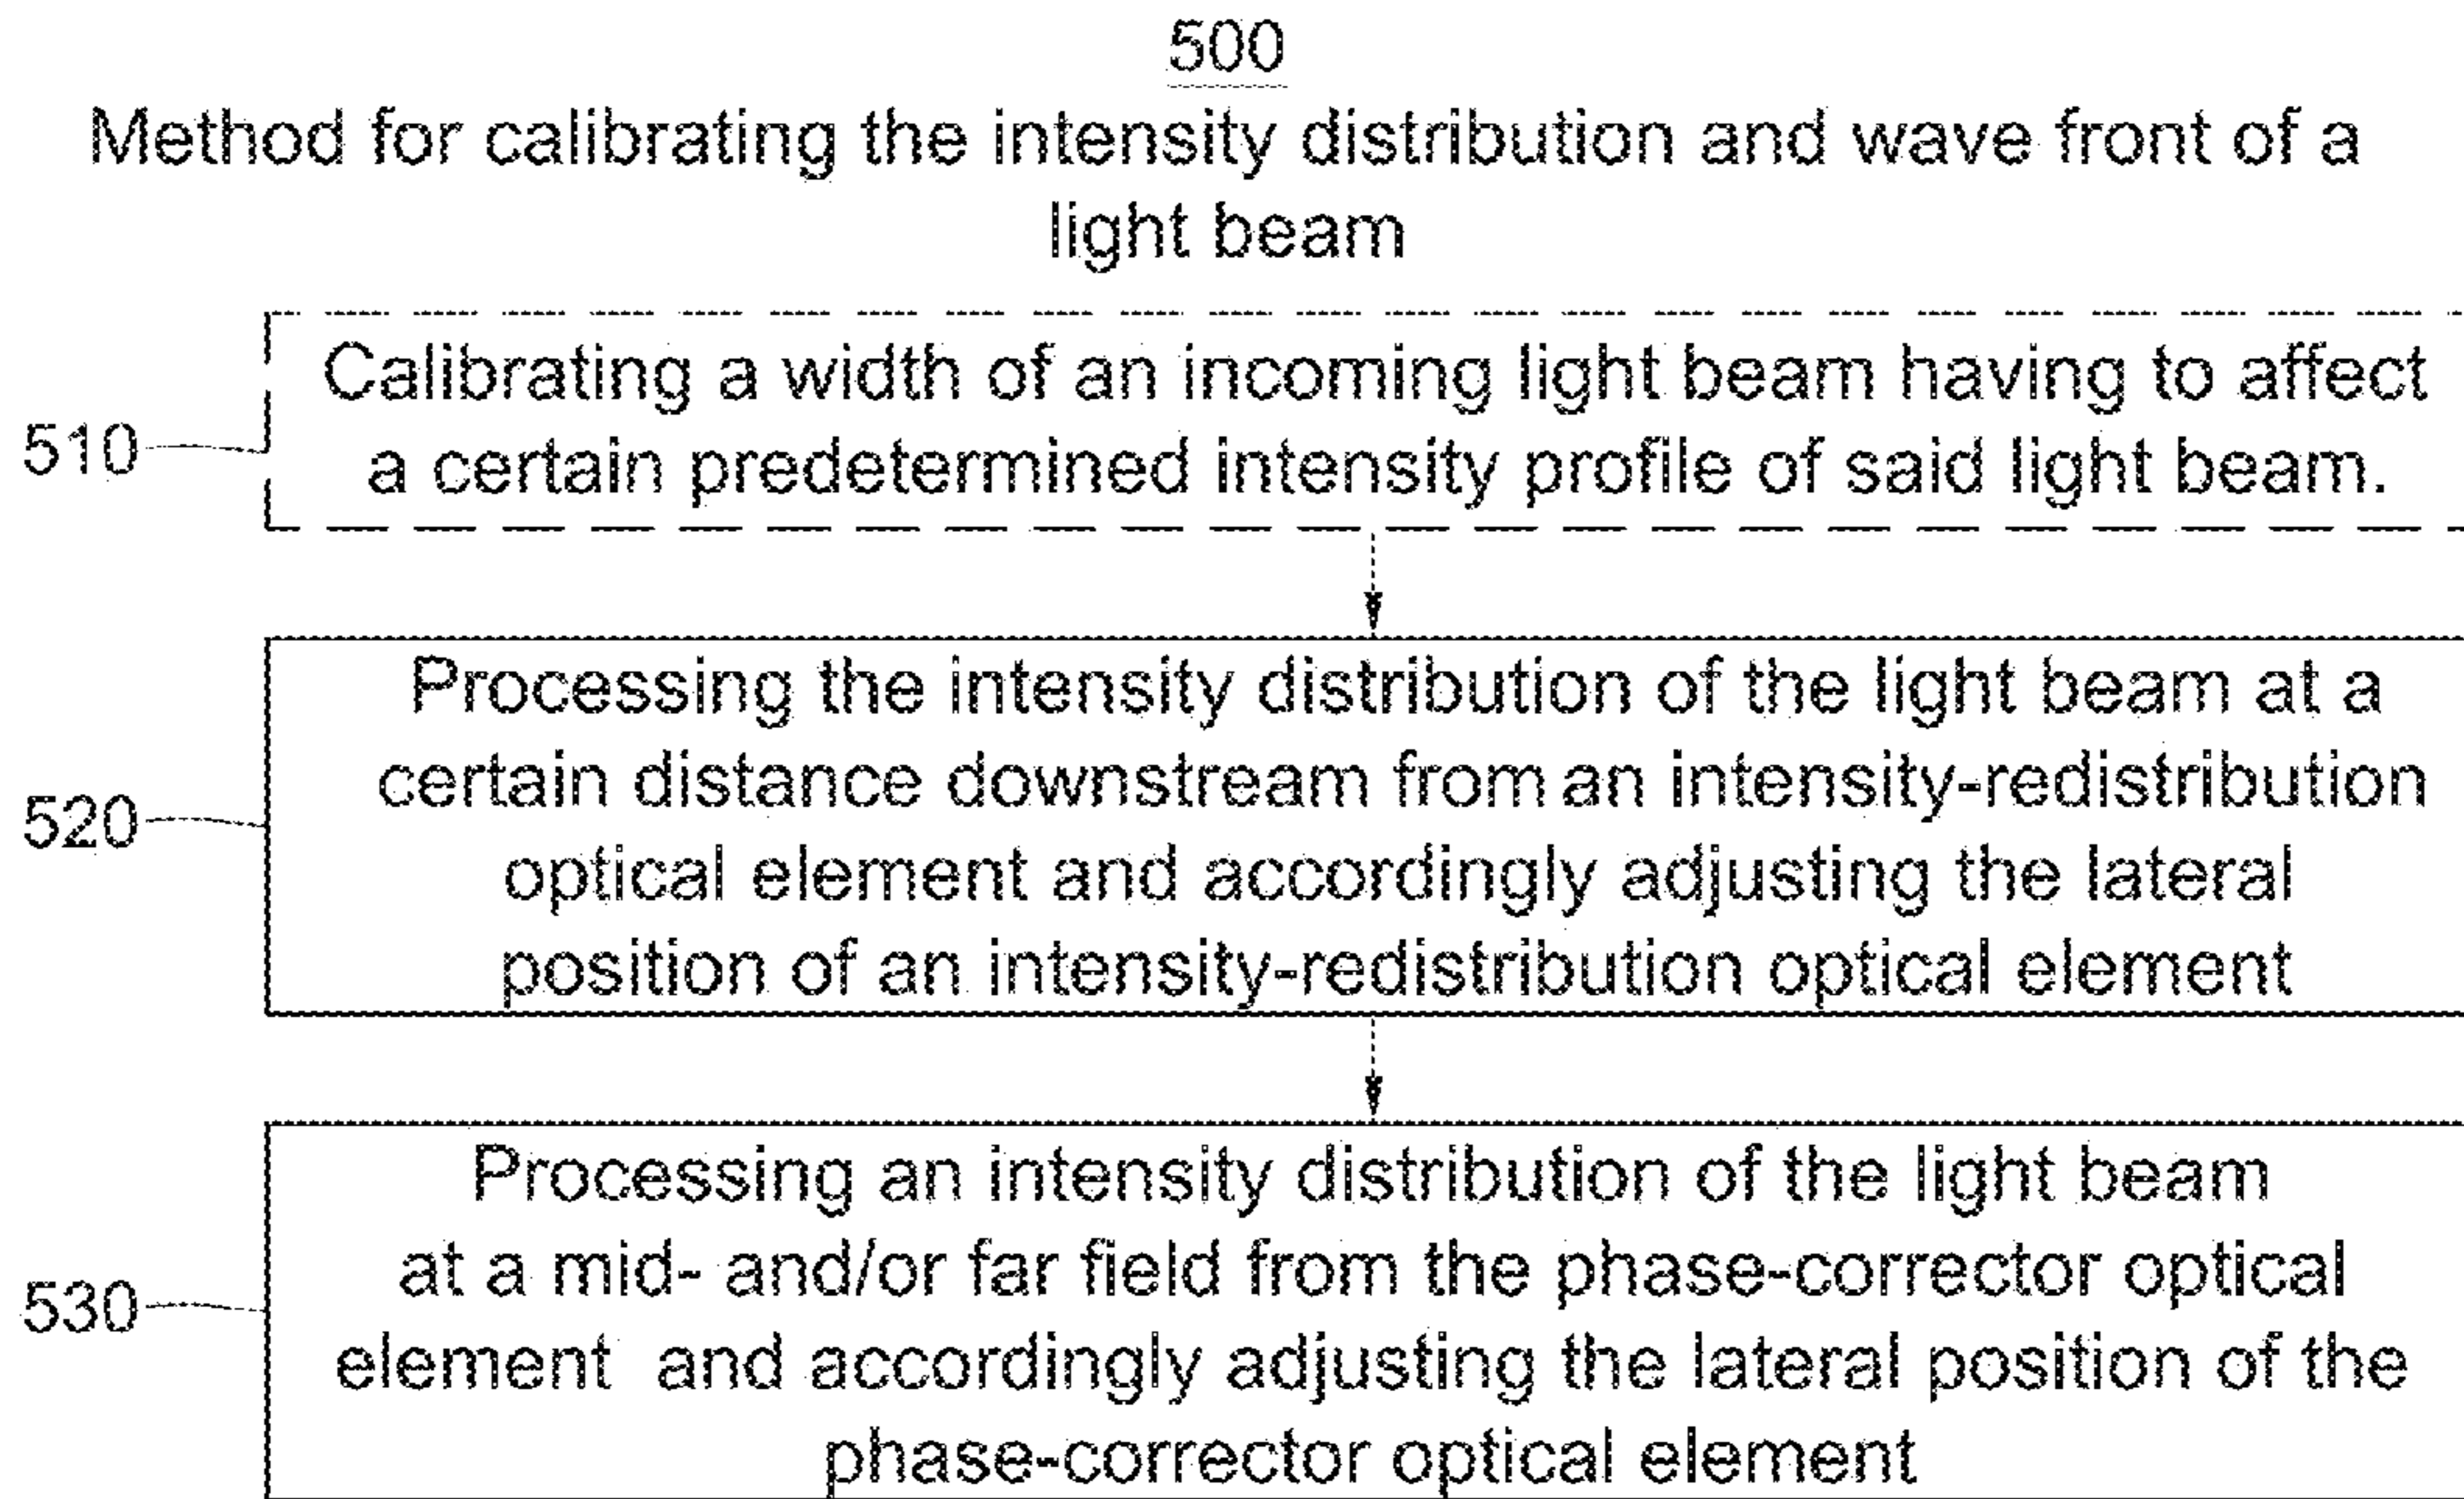 500
Method for calibrating the intensity distribution and wave front of a
light beam
510
Calibrating a width of an incoming light beam having to affect
a certain predetermined intensity profile of said light beam.
520
Processing the intensity distribution of the light beam at a
certain distance downstream from an intensity-redistribution
optical element and accordingly adjusting the lateral
position of an intensity-redistribution optical element
530
Processing an intensity distribution of the light beam
at a mid- and/or far field from the phase-corrector optical
element and accordingly adjusting the lateral position of the
phase-corrector optical element